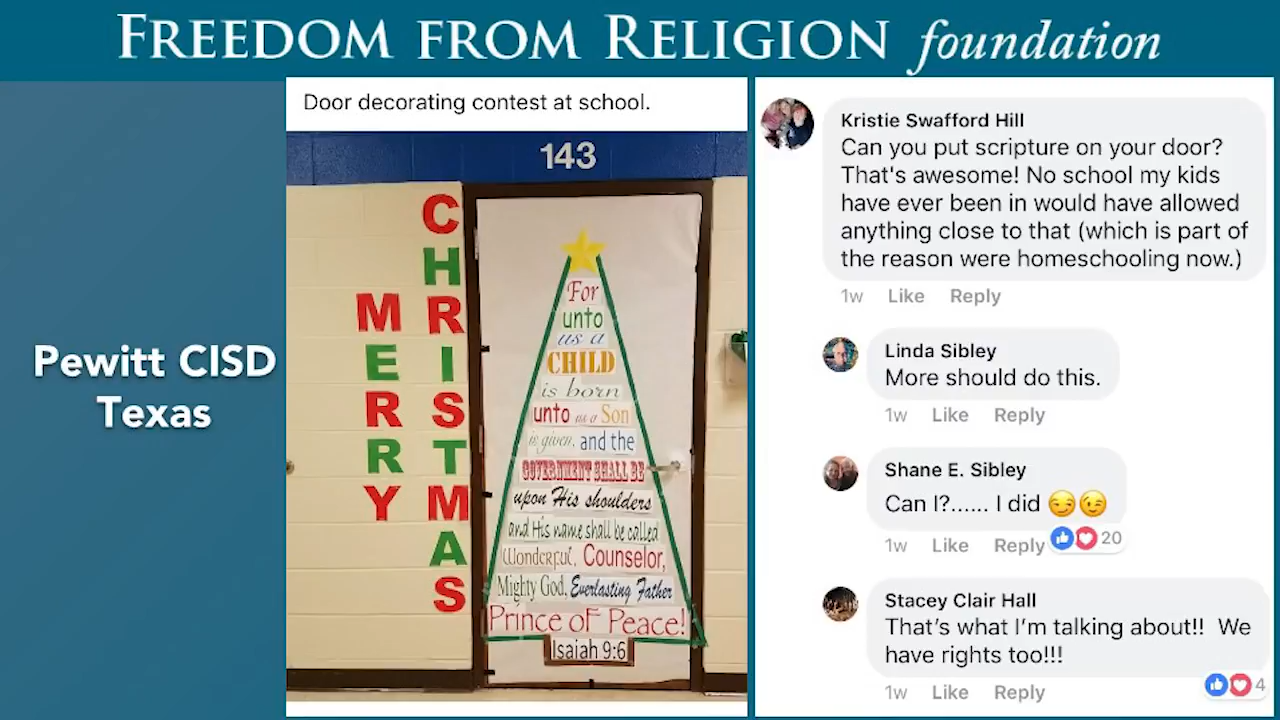 FREEDOM FROM RELIGION foundation
Pewitt CISD
Texas
Door decorating contest at school.
143
MERRY
CHRISTMAS
For
unto
us a
CHILD
is born
unto us a Son
is given, and the
GOVERNMENT SHALL BE
upon His shoulders
and His name shall be called
Wonderful, Counselor,
Mighty God, Everlasting Father
Prince of Peace!
Isaiah 9:6
Kristie Swafford Hill
Can you put scripture on your door?
That's awesome! No school my kids
have ever been in would have allowed
anything close to that (which is part of
the reason were homeschooling now.)
1w Like Reply
Linda Sibley
More should do this.
1w Like Reply
Shane E. Sibley
Can I?...... I did 😏😉
1w Like Reply 20
Stacey Clair Hall
That's what I'm talking about!! We
have rights too!!!
1w Like Reply 4